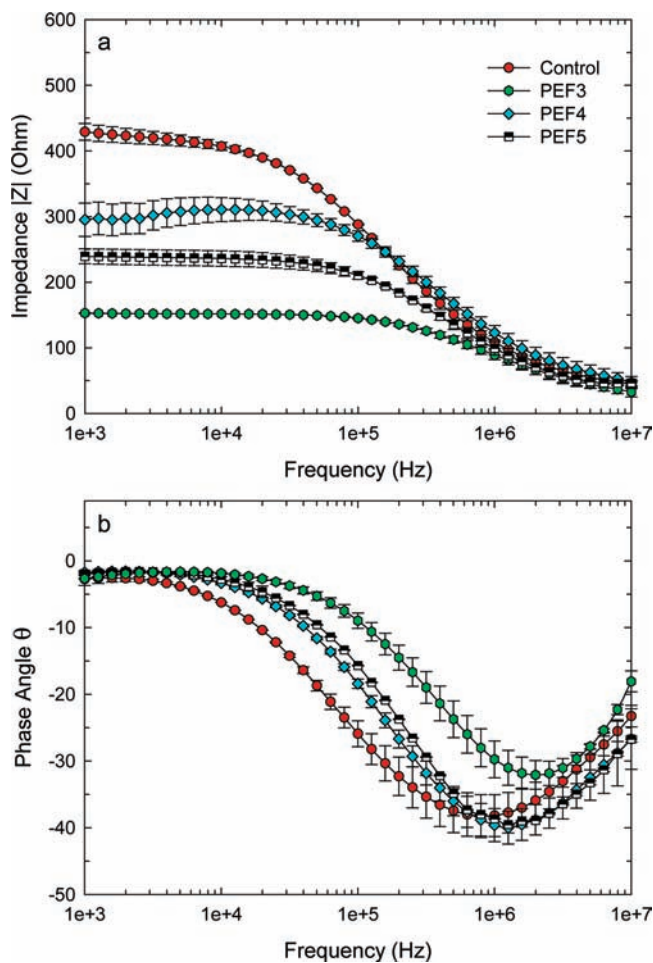 a
Impedance |Z| (Ohm)
600
500
400
300
200
100
0
Control
PEF3
PEF4
PEF5
1e+3 1e+4 1e+5 1e+6 1e+7
Frequency (Hz)
b
Phase Angle θ
0
-10
-20
-30
-40
-50
1e+3 1e+4 1e+5 1e+6 1e+7
Frequency (Hz)